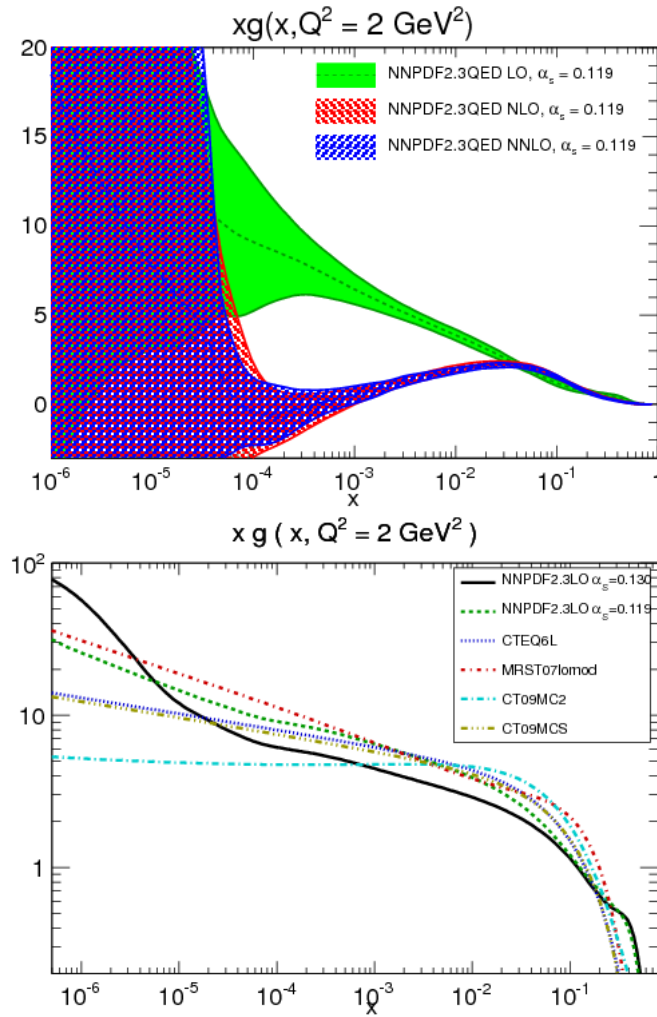 xg(x,Q² = 2 GeV²)
20
15
10
5
0
NNPDF2.3QED LO, αₛ = 0.119
NNPDF2.3QED NLO, αₛ = 0.119
NNPDF2.3QED NNLO, αₛ = 0.119
10⁻⁶ 10⁻⁵ 10⁻⁴ 10⁻³ 10⁻² 10⁻¹ 1
x
x g ( x, Q² = 2 GeV² )
10²
10
1
NNPDF2.3LO α_S=0.130
NNPDF2.3LO α_S=0.119
CTEQ6L
MRST07lomod
CT09MC2
CT09MCS
10⁻⁶ 10⁻⁵ 10⁻⁴ 10⁻³ 10⁻² 10⁻¹
x